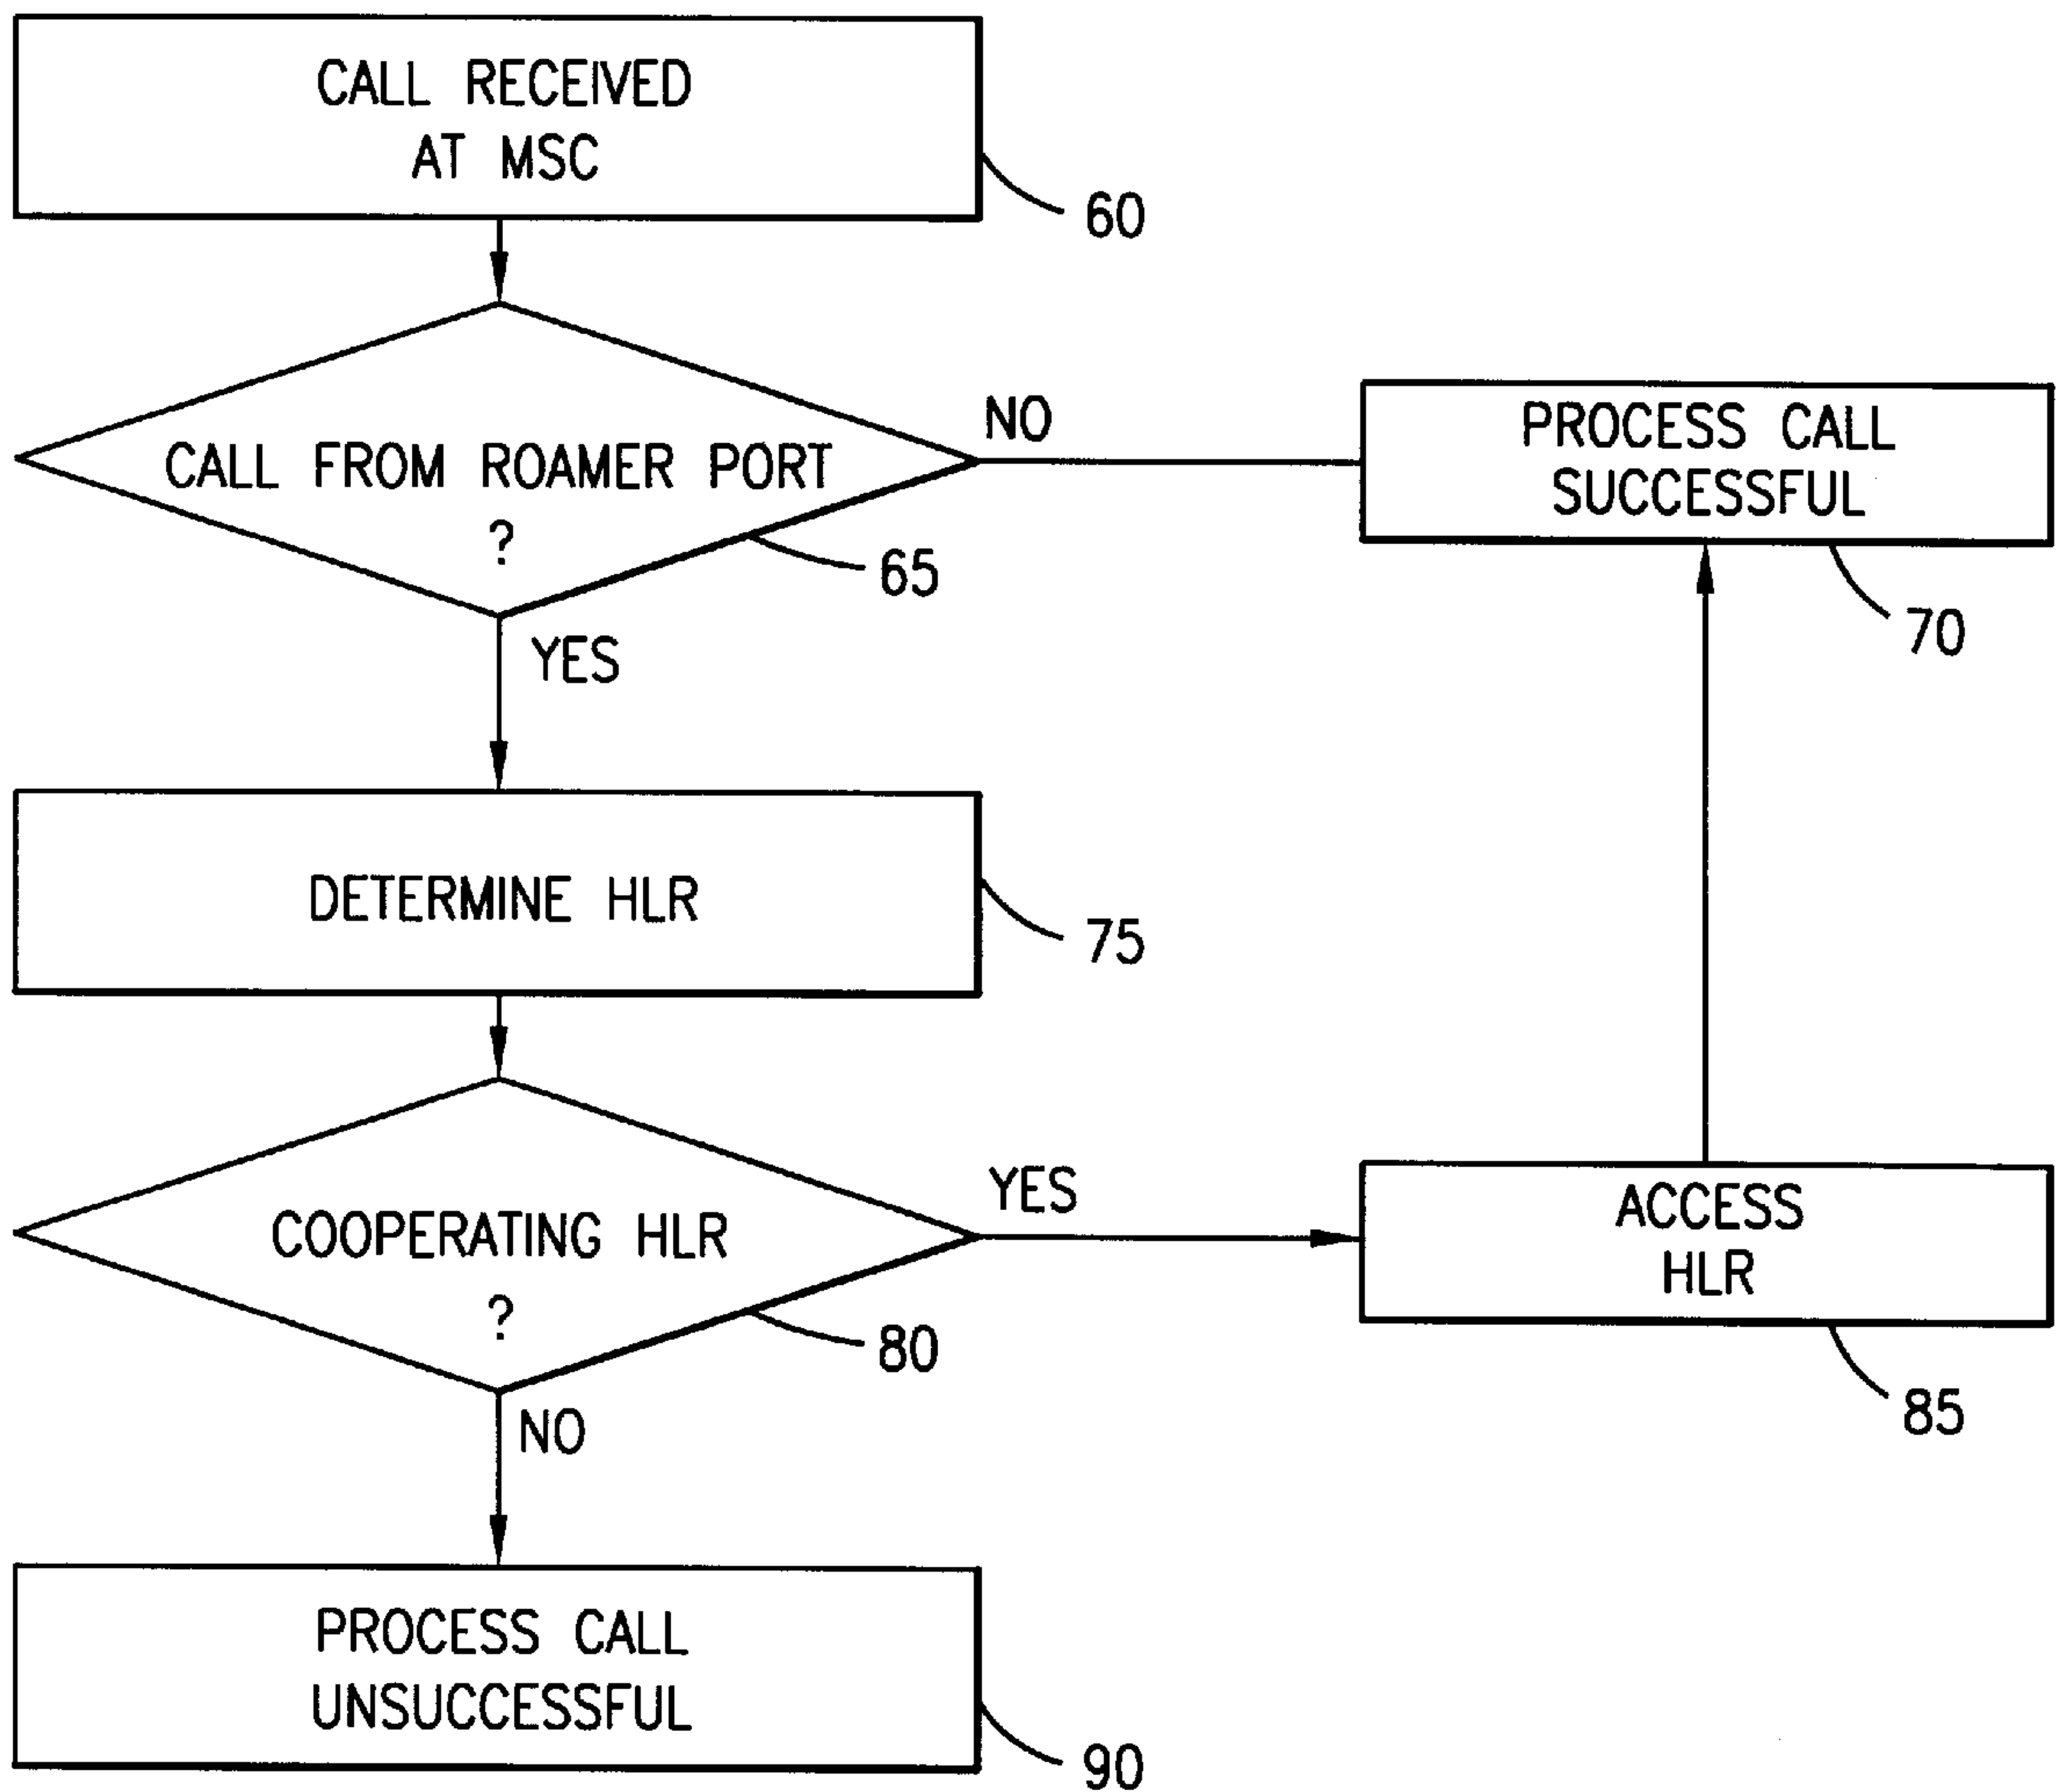 CALL RECEIVED
AT MSC
60
CALL FROM ROAMER PORT
?
65
NO
PROCESS CALL
SUCCESSFUL
70
YES
DETERMINE HLR
75
COOPERATING HLR
?
80
YES
ACCESS
HLR
85
NO
PROCESS CALL
UNSUCCESSFUL
90